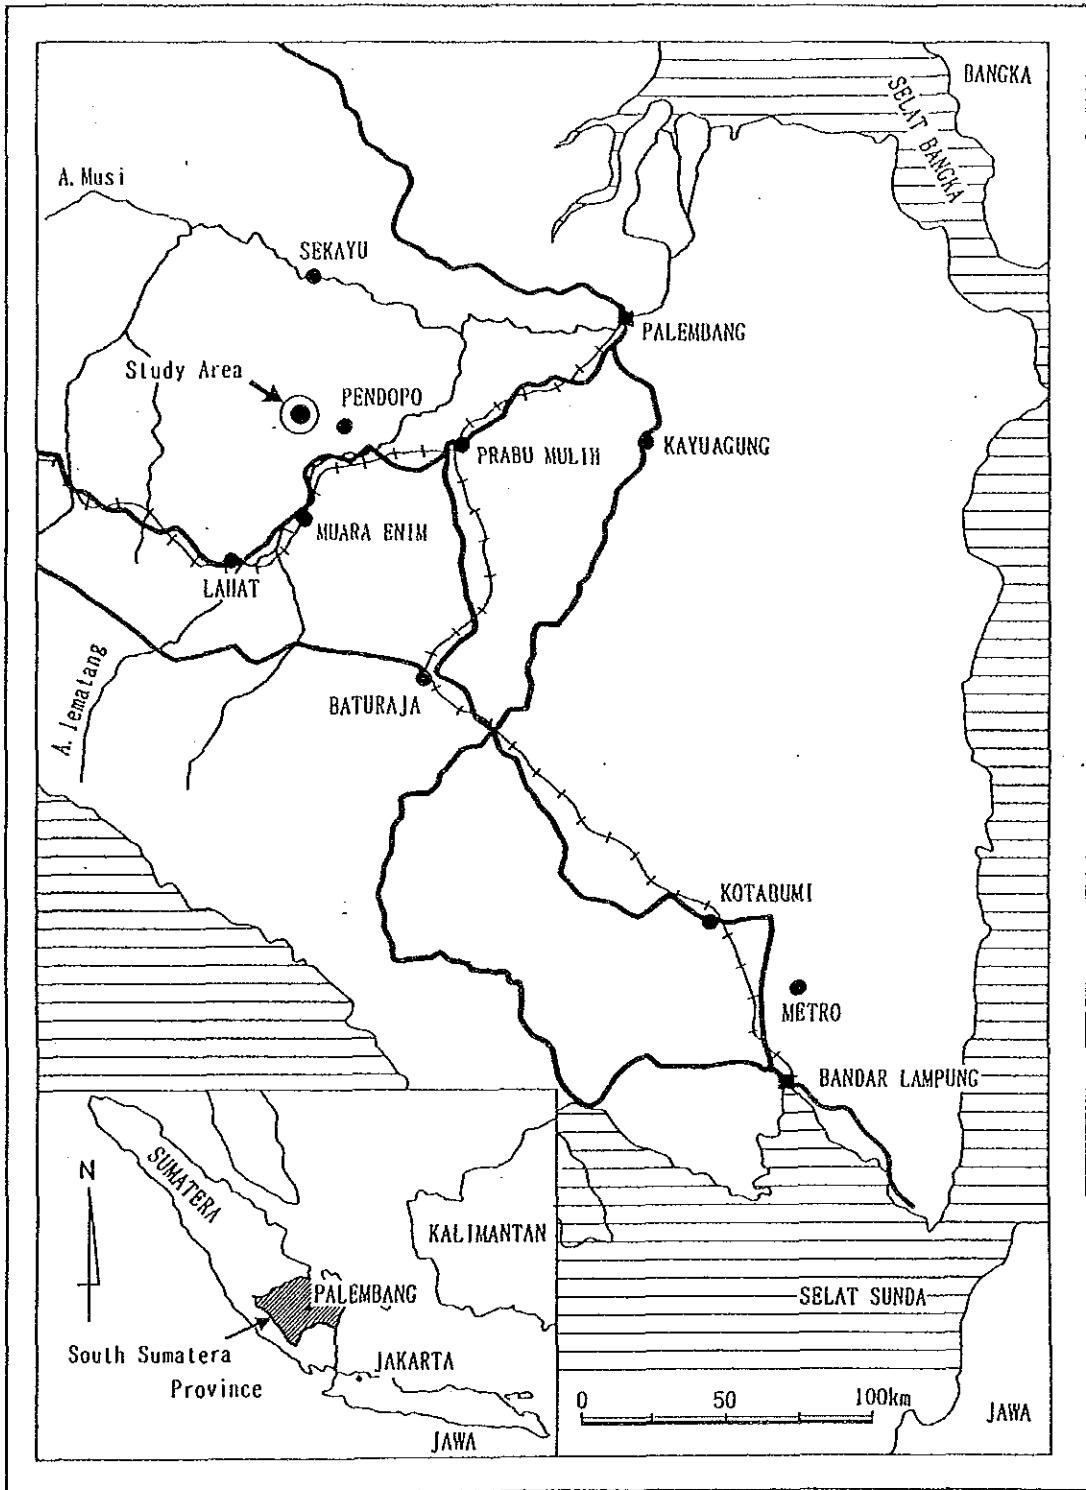 BANGKA
SELAT BANGKA
A. Musi
SEKAYU
PALEMBANG
Study Area
PENDOPO
PRABU MULIH
KAYUAGUNG
MUARA ENIM
LAHAT
A. lematang
BATURAJA
KOTABUMI
METRO
BANDAR LAMPUNG
N
SUMATERA
KALIMANTAN
PALEMBANG
SELAT SUNDA
South Sumatera
Province
JAKARTA
JAWA
0 50 100km
JAWA